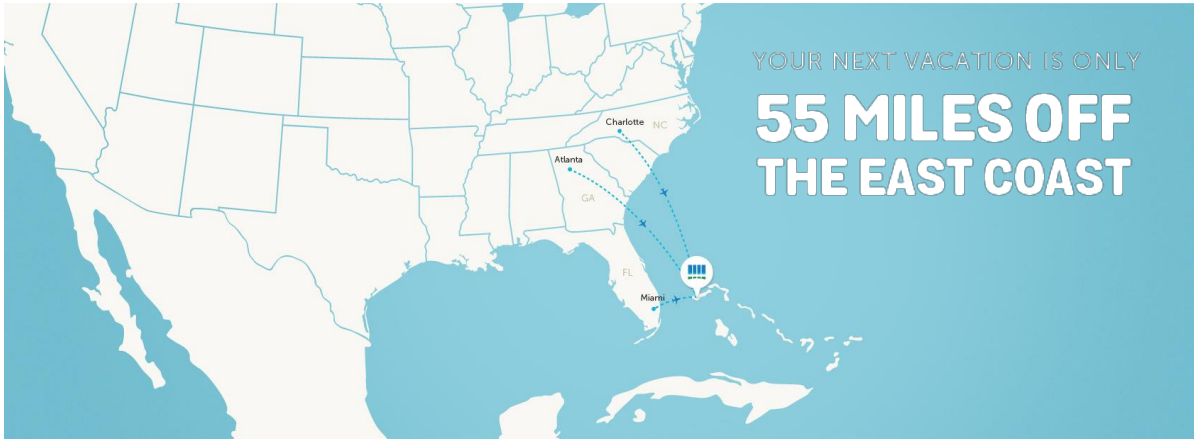 YOUR NEXT VACATION IS ONLY
55 MILES OFF
THE EAST COAST
Charlotte
NC
Atlanta
GA
FL
Miami